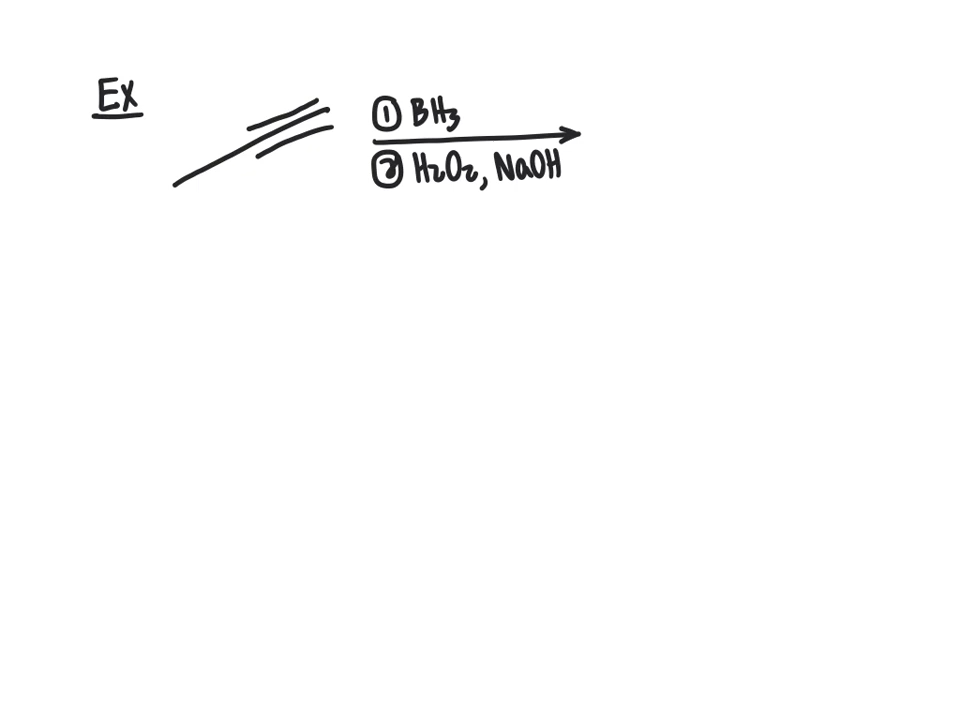 Ex
① BH₃
② H₂O₂, NaOH